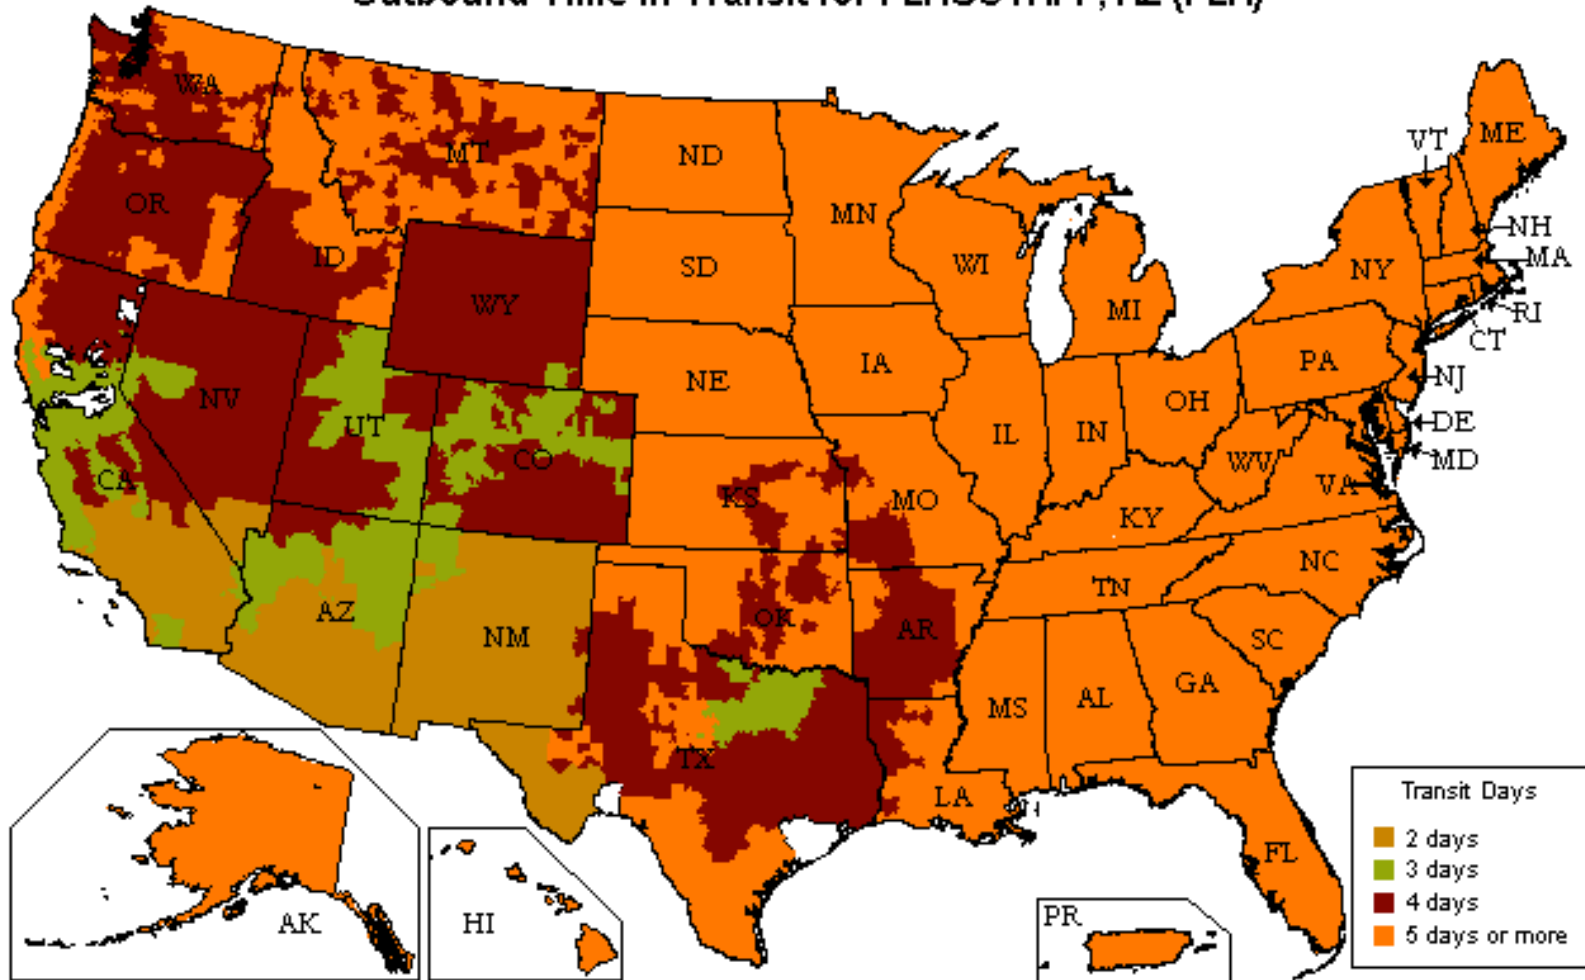 WA
MT
ND
VT
ME
OR
MN
ID
SD
WI
NH
MA
NY
WY
MI
RI
CT
IA
PA
NE
NV
NJ
OH
UT
DE
IL
IN
CO
MD
WV
CA
KS
MO
VA
KY
NC
TN
AZ
OK
AR
NM
SC
GA
MS
AL
TX
LA
FL
AK
HI
PR
Transit Days
2 days
3 days
4 days
5 days or more